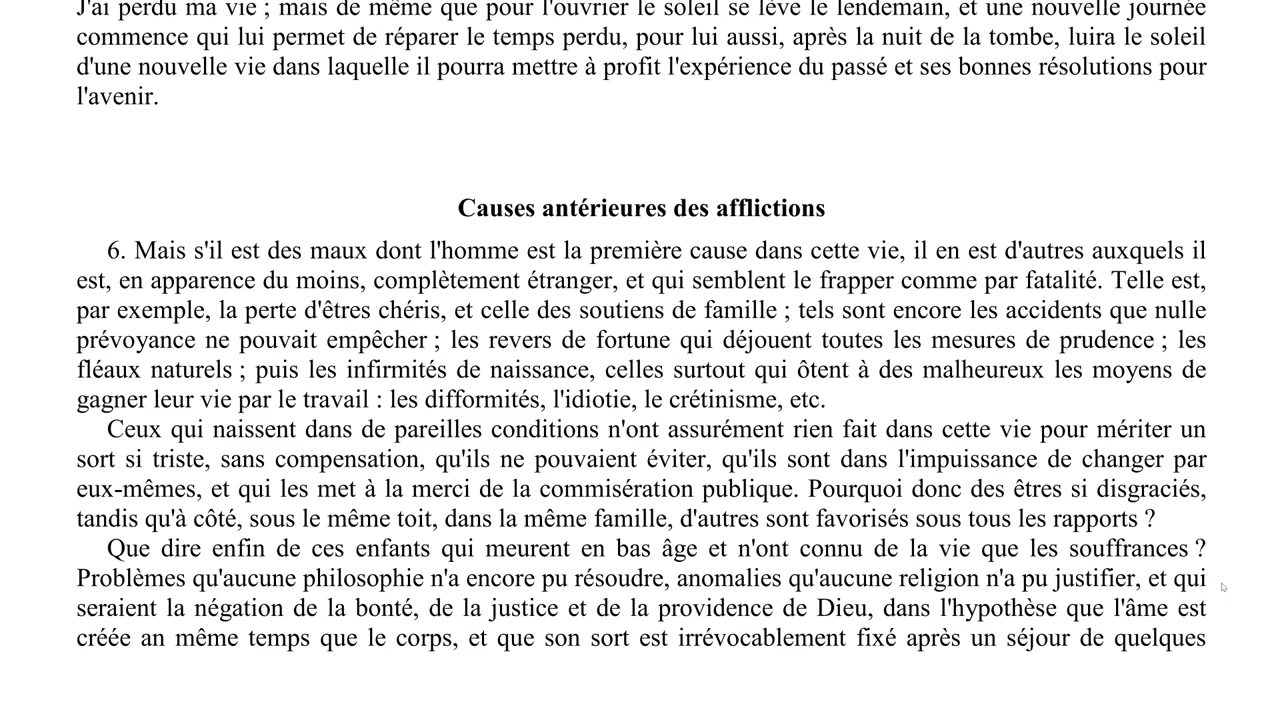 J'ai perdu ma vie ; mais de même que pour l'ouvrier le soleil se lève le lendemain, et une nouvelle journée
commence qui lui permet de réparer le temps perdu, pour lui aussi, après la nuit de la tombe, luira le soleil
d'une nouvelle vie dans laquelle il pourra mettre à profit l'expérience du passé et ses bonnes résolutions pour
l'avenir.
Causes antérieures des afflictions
6. Mais s'il est des maux dont l'homme est la première cause dans cette vie, il en est d'autres auxquels il
est, en apparence du moins, complètement étranger, et qui semblent le frapper comme par fatalité. Telle est,
par exemple, la perte d'êtres chéris, et celle des soutiens de famille ; tels sont encore les accidents que nulle
prévoyance ne pouvait empêcher ; les revers de fortune qui déjouent toutes les mesures de prudence ; les
fléaux naturels ; puis les infirmités de naissance, celles surtout qui ôtent à des malheureux les moyens de
gagner leur vie par le travail : les difformités, l'idiotie, le crétinisme, etc.
Ceux qui naissent dans de pareilles conditions n'ont assurément rien fait dans cette vie pour mériter un
sort si triste, sans compensation, qu'ils ne pouvaient éviter, qu'ils sont dans l'impuissance de changer par
eux-mêmes, et qui les met à la merci de la commisération publique. Pourquoi donc des êtres si disgraciés,
tandis qu'à côté, sous le même toit, dans la même famille, d'autres sont favorisés sous tous les rapports ?
Que dire enfin de ces enfants qui meurent en bas âge et n'ont connu de la vie que les souffrances ?
Problèmes qu'aucune philosophie n'a encore pu résoudre, anomalies qu'aucune religion n'a pu justifier, et qui
seraient la négation de la bonté, de la justice et de la providence de Dieu, dans l'hypothèse que l'âme est
créée an même temps que le corps, et que son sort est irrévocablement fixé après un séjour de quelques